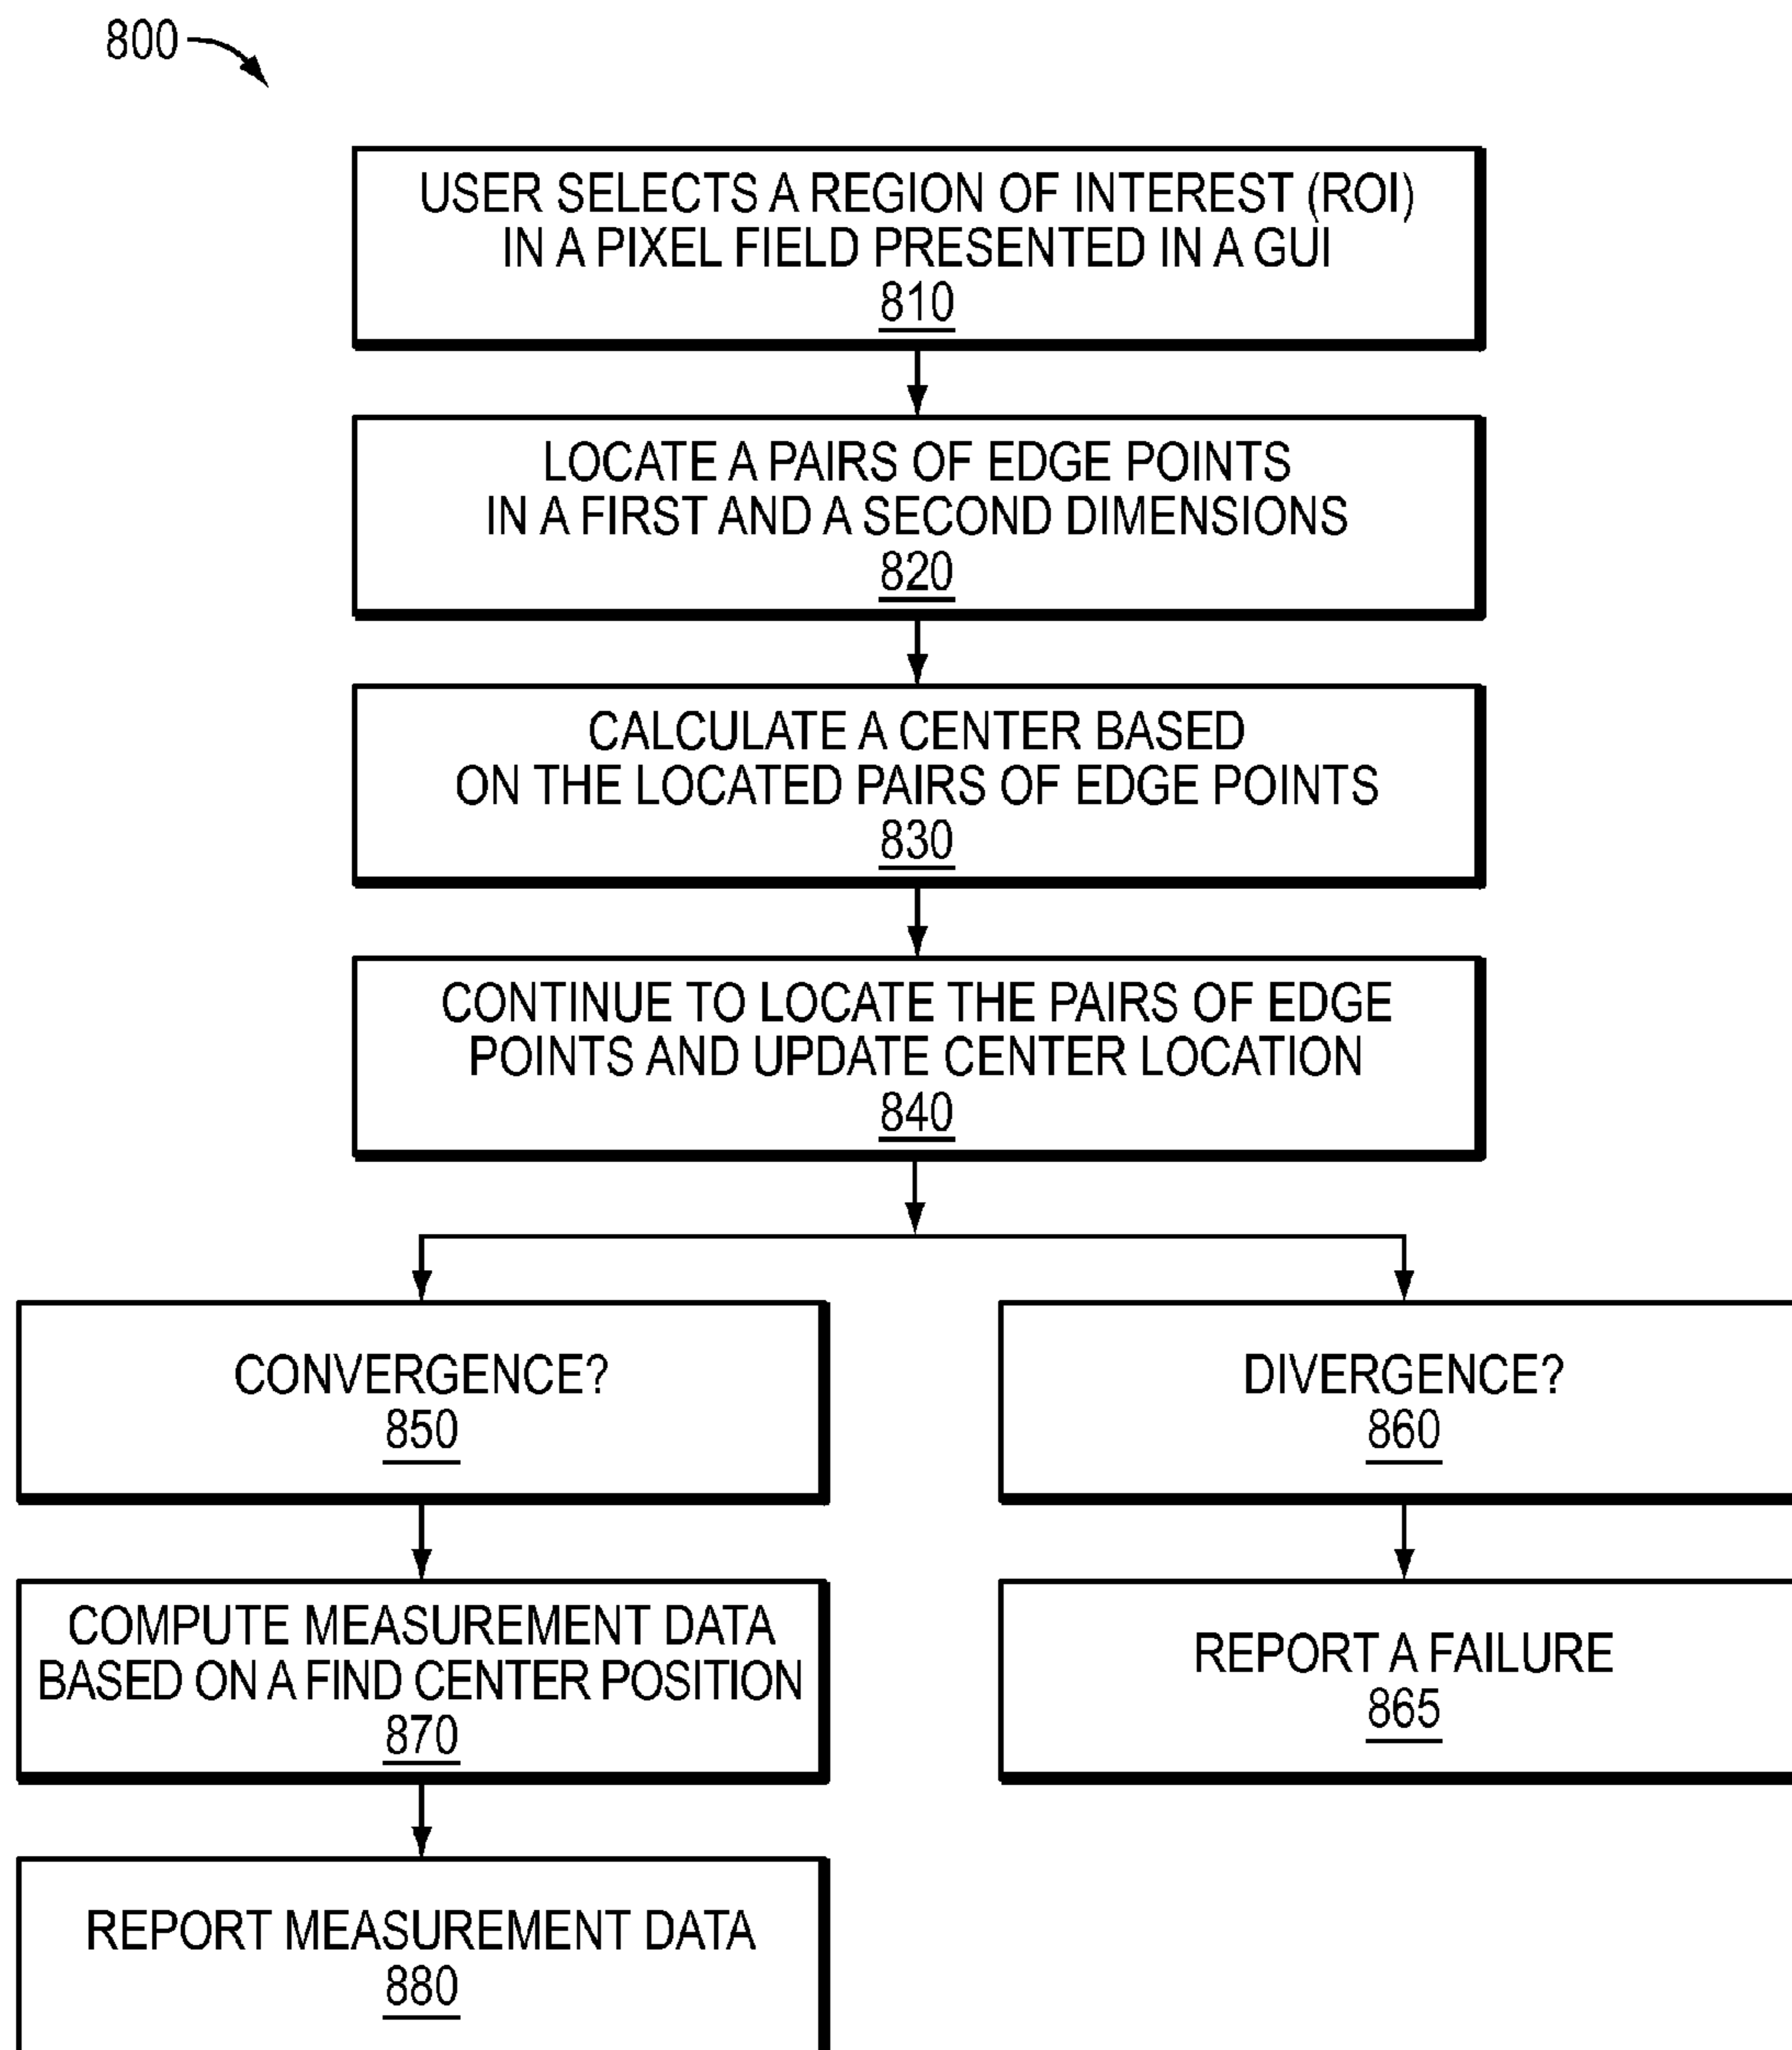 800
USER SELECTS A REGION OF INTEREST (ROI)
IN A PIXEL FIELD PRESENTED IN A GUI
810
LOCATE A PAIRS OF EDGE POINTS
IN A FIRST AND A SECOND DIMENSIONS
820
CALCULATE A CENTER BASED
ON THE LOCATED PAIRS OF EDGE POINTS
830
CONTINUE TO LOCATE THE PAIRS OF EDGE
POINTS AND UPDATE CENTER LOCATION
840
CONVERGENCE?
850
DIVERGENCE?
860
COMPUTE MEASUREMENT DATA
BASED ON A FIND CENTER POSITION
870
REPORT A FAILURE
865
REPORT MEASUREMENT DATA
880